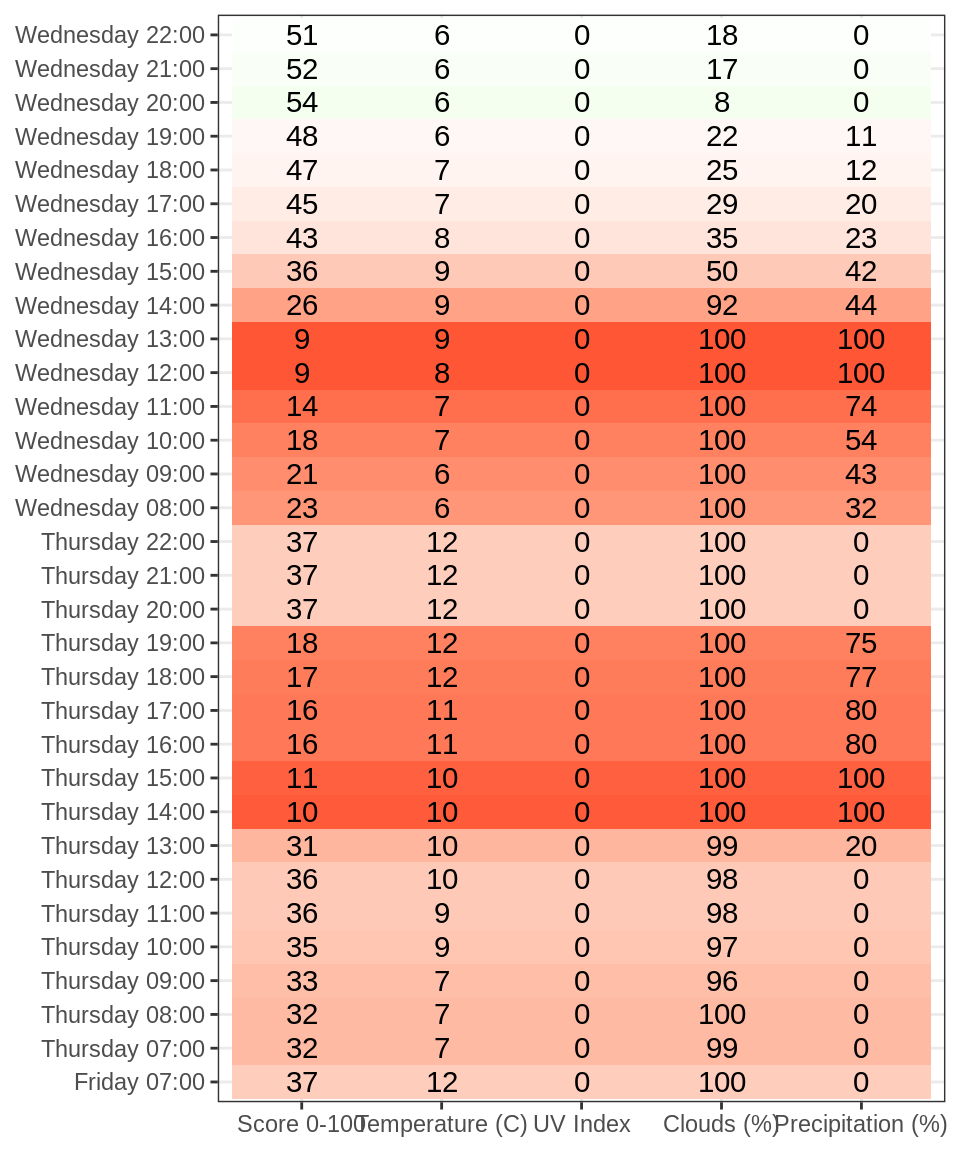 Wednesday 22:00 51 6 0 18 0
Wednesday 21:00 52 6 0 17 0
Wednesday 20:00 54 6 0 8 0
Wednesday 19:00 48 6 0 22 11
Wednesday 18:00 47 7 0 25 12
Wednesday 17:00 45 7 0 29 20
Wednesday 16:00 43 8 0 35 23
Wednesday 15:00 36 9 0 50 42
Wednesday 14:00 26 9 0 92 44
Wednesday 13:00 9 9 0 100 100
Wednesday 12:00 9 8 0 100 100
Wednesday 11:00 14 7 0 100 74
Wednesday 10:00 18 7 0 100 54
Wednesday 09:00 21 6 0 100 43
Wednesday 08:00 23 6 0 100 32
Thursday 22:00 37 12 0 100 0
Thursday 21:00 37 12 0 100 0
Thursday 20:00 37 12 0 100 0
Thursday 19:00 18 12 0 100 75
Thursday 18:00 17 12 0 100 77
Thursday 17:00 16 11 0 100 80
Thursday 16:00 16 11 0 100 80
Thursday 15:00 11 10 0 100 100
Thursday 14:00 10 10 0 100 100
Thursday 13:00 31 10 0 99 20
Thursday 12:00 36 10 0 98 0
Thursday 11:00 36 9 0 98 0
Thursday 10:00 35 9 0 97 0
Thursday 09:00 33 7 0 96 0
Thursday 08:00 32 7 0 100 0
Thursday 07:00 32 7 0 99 0
Friday 07:00 37 12 0 100 0
Score 0-100 Temperature (C) UV Index Clouds (%) Precipitation (%)